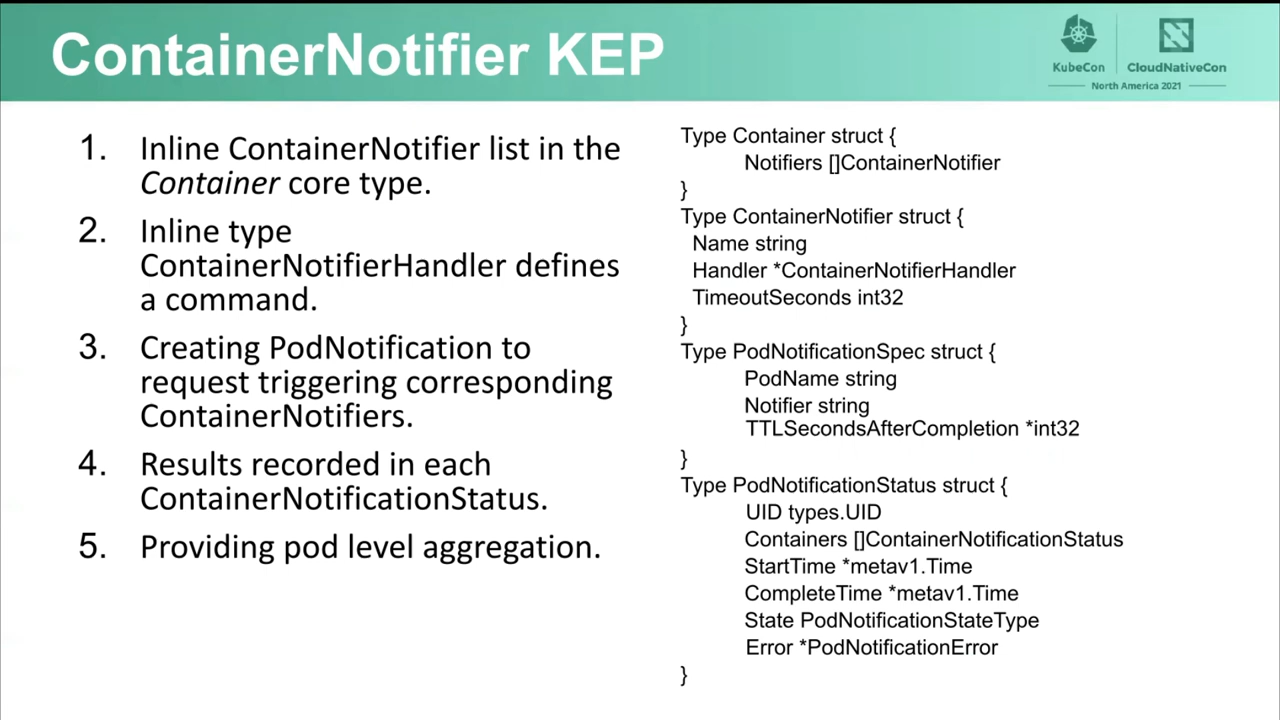 ContainerNotifier KEP
KubeCon
CloudNativeCon
North America 2021
1. Inline ContainerNotifier list in the
Container core type.
2. Inline type
ContainerNotifierHandler defines
a command.
3. Creating PodNotification to
request triggering corresponding
ContainerNotifiers.
4. Results recorded in each
ContainerNotificationStatus.
5. Providing pod level aggregation.
Type Container struct {
Notifiers []ContainerNotifier
}
Type ContainerNotifier struct {
Name string
Handler *ContainerNotifierHandler
TimeoutSeconds int32
}
Type PodNotificationSpec struct {
PodName string
Notifier string
TTLSecondsAfterCompletion *int32
}
Type PodNotificationStatus struct {
UID types.UID
Containers []ContainerNotificationStatus
StartTime *metav1.Time
CompleteTime *metav1.Time
State PodNotificationStateType
Error *PodNotificationError
}